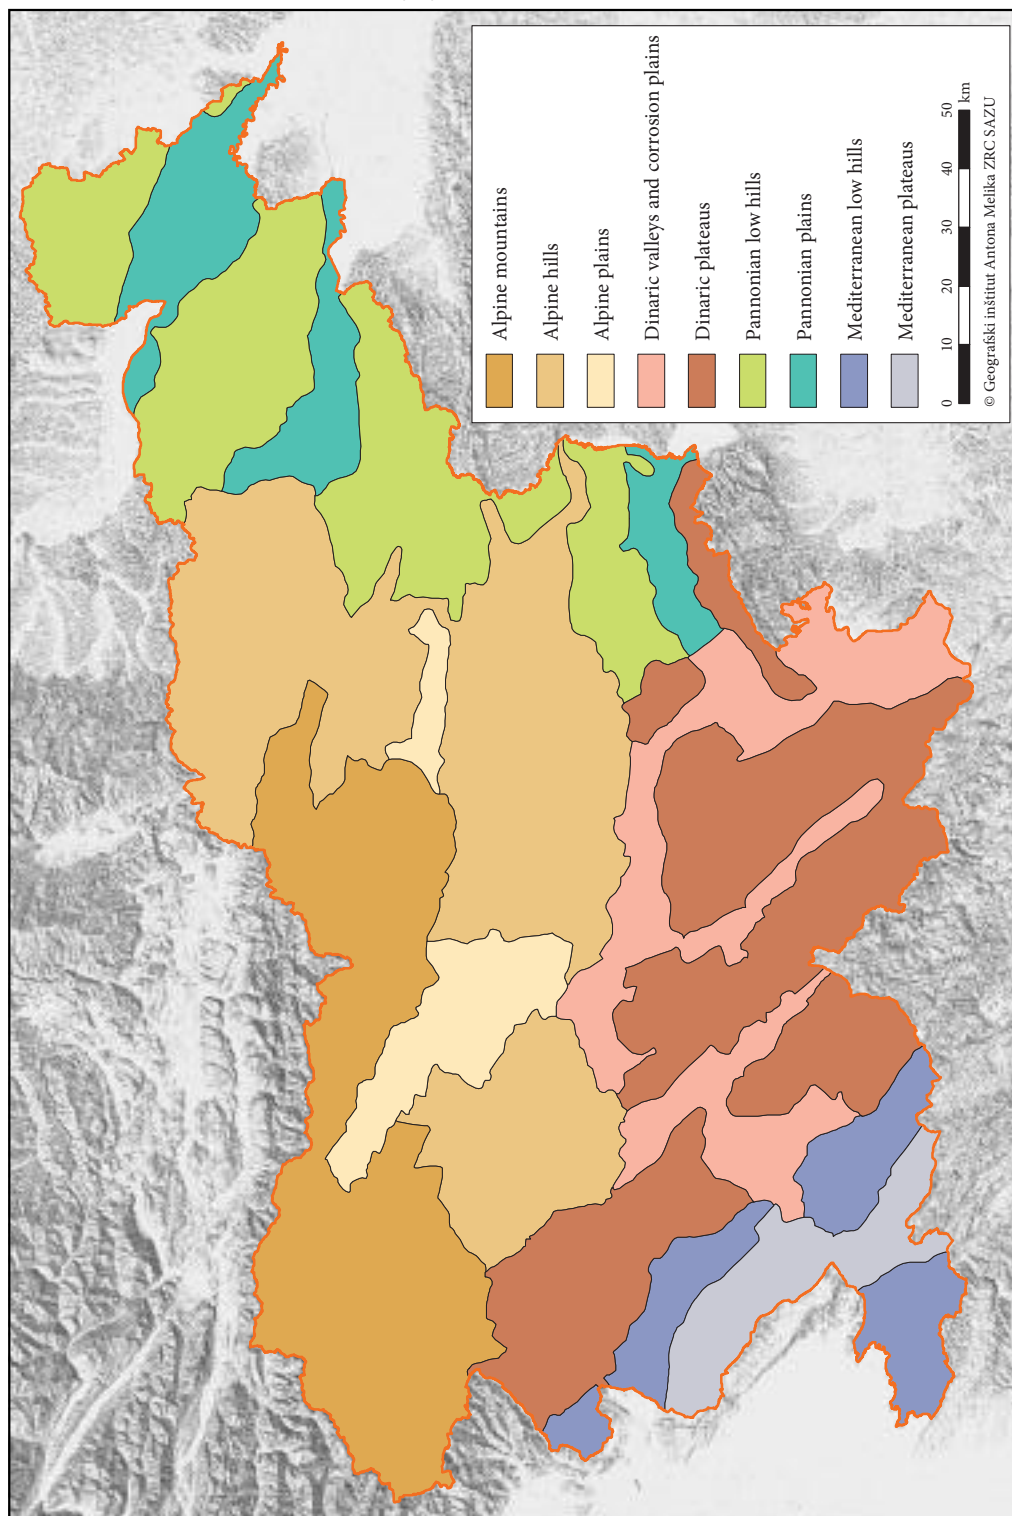 Alpine mountains
Alpine hills
Alpine plains
Dinaric valleys and corrosion plains
Dinaric plateaus
Pannonian low hills
Pannonian plains
Mediterranean low hills
Mediterranean plateaus
0 10 20 30 40 50
km
© Geografski inštitut Antona Melika ZRC SAZU